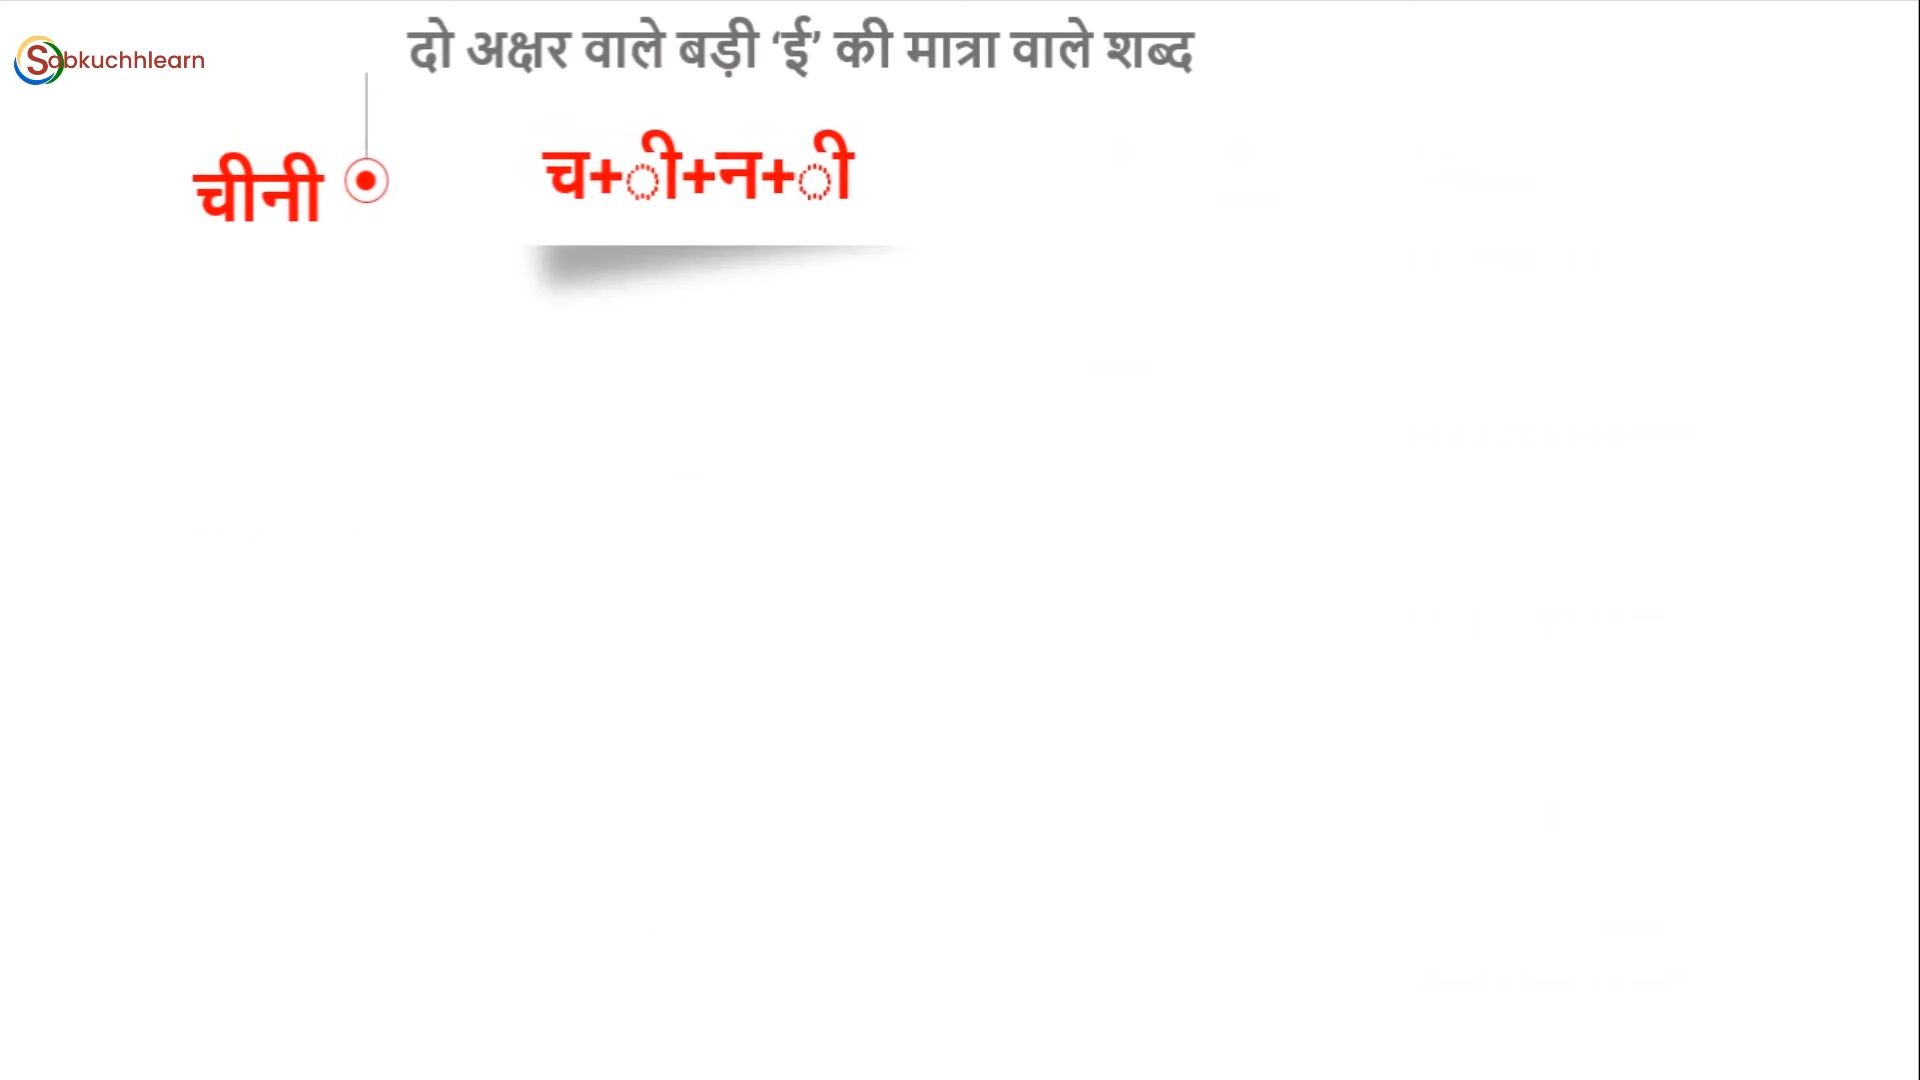 दो अक्षर वाले बड़ी ‘ई’ की मात्रा वाले शब्द
Sabkuchhlearn
चीनी
च+ी+न+ी